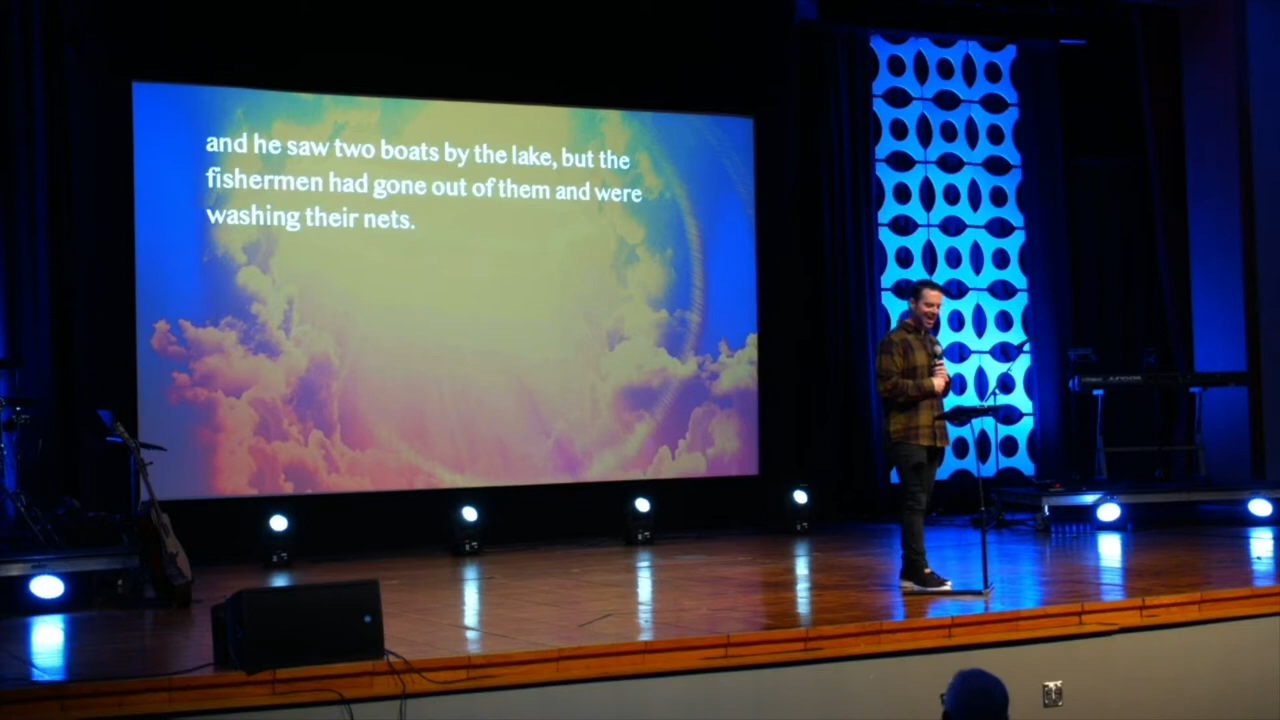 and he saw two boats by the lake, but the
fishermen had gone out of them and were
washing their nets.